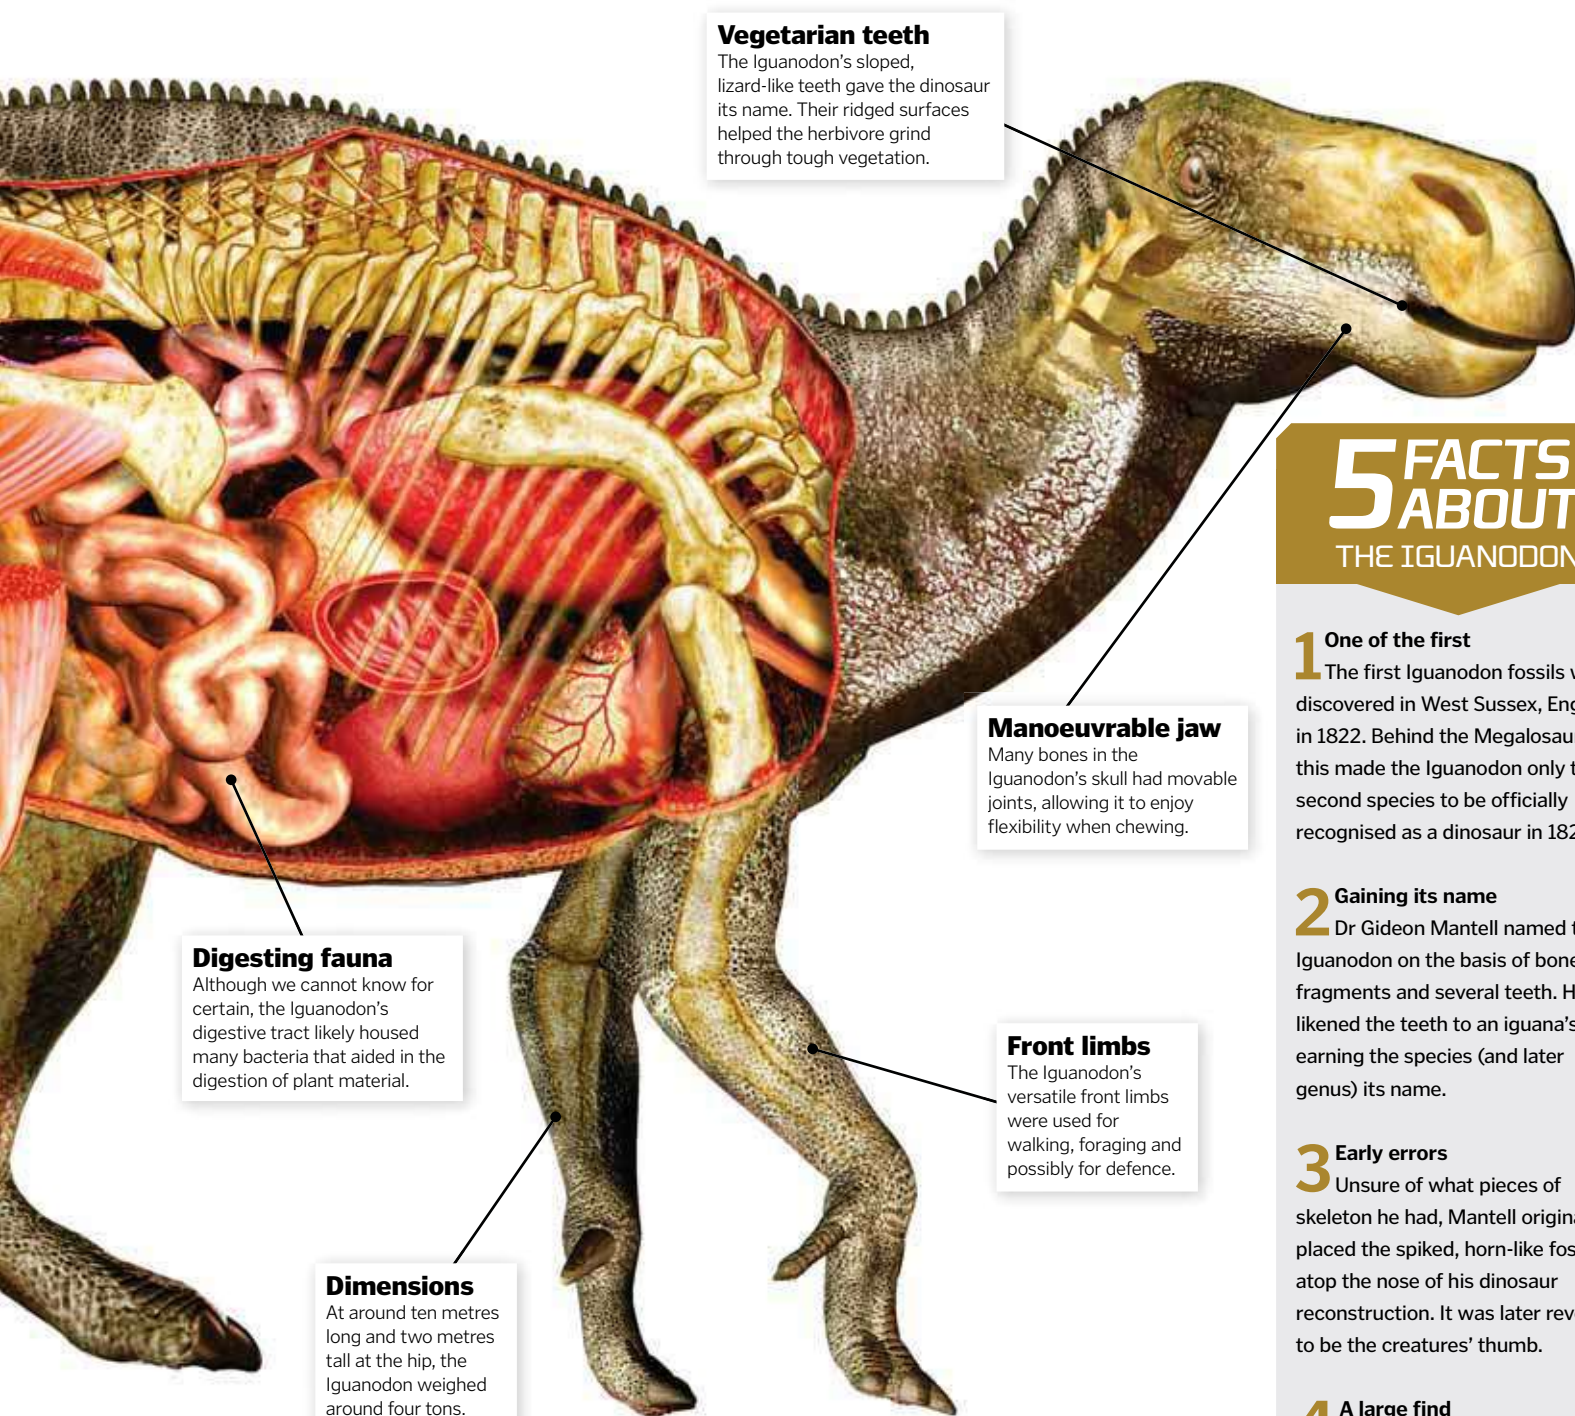 Vegetarian teeth
The Iguanodon's sloped,
lizard-like teeth gave the dinosaur
its name. Their ridged surfaces
helped the herbivore grind
through tough vegetation.
Manoeuvrable jaw
Many bones in the
Iguanodon's skull had movable
joints, allowing it to enjoy
flexibility when chewing.
Digesting fauna
Although we cannot know for
certain, the Iguanodon's
digestive tract likely housed
many bacteria that aided in the
digestion of plant material.
Front limbs
The Iguanodon's
versatile front limbs
were used for
walking, foraging and
possibly for defence.
Dimensions
At around ten metres
long and two metres
tall at the hip, the
Iguanodon weighed
around four tons.
5 FACTS
ABOUT
THE IGUANODON
1 One of the first
The first Iguanodon fossils
discovered in West Sussex,
in 1822. Behind the
this made the Iguanodon only
second species to be officially
recognised as a dinosaur in
2 Gaining its name
Dr Gideon Mantell named
Iguanodon on the basis of bone
fragments and several teeth.
likened the teeth to an iguana's
earning the species (and later
genus) its name.
3 Early errors
Unsure of what pieces of
skeleton he had, Mantell
placed the spiked, horn-like
atop the nose of his dinosaur
reconstruction. It was later
to be the creatures' thumb.
4 A large find